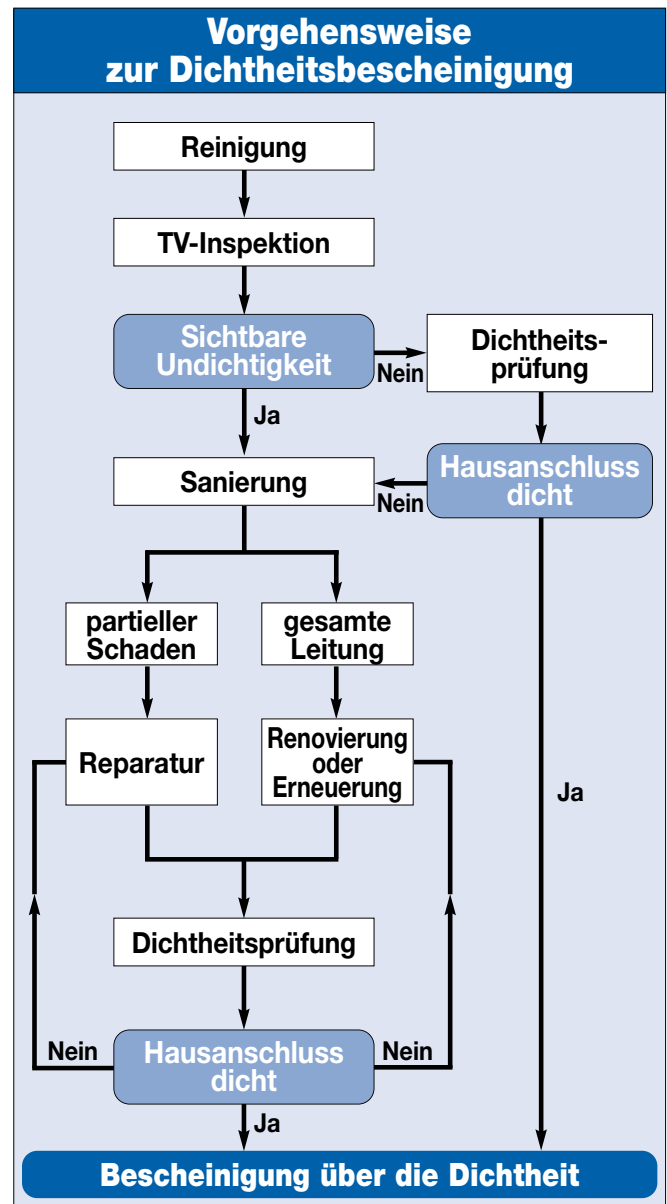 Vorgehensweise
zur Dichtheitsbescheinigung
Reinigung
TV-Inspektion
Sichtbare
Undichtigkeit
Nein
Dichtheits-
prüfung
Ja
Sanierung
Nein
Hausanschluss
dicht
partieller
Schaden
gesamte
Leitung
Reparatur
Renovierung
oder
Erneuerung
Ja
Dichtheitsprüfung
Nein
Hausanschluss
dicht
Nein
Ja
Bescheinigung über die Dichtheit